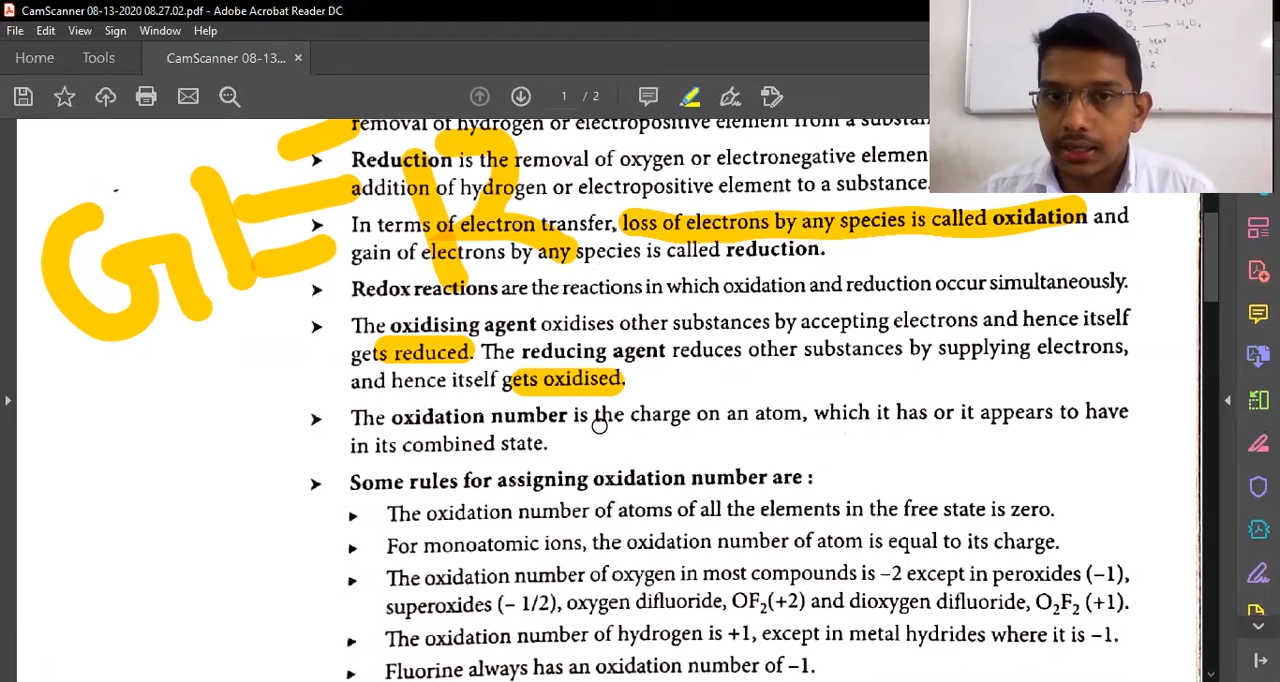 CamScanner 08-13-2020 08.27.02.pdf - Adobe Acrobat Reader DC
File Edit View Sign Window Help
Home Tools CamScanner 08-13... ×
1 / 2
removal of hydrogen or electropositive element from a
➤ Reduction is the removal of oxygen or electronegative
addition of hydrogen or electropositive element to a substance.
➤ In terms of electron transfer, loss of electrons by any species is called oxidation and
gain of electrons by any species is called reduction.
➤ Redox reactions are the reactions in which oxidation and reduction occur simultaneously.
➤ The oxidising agent oxidises other substances by accepting electrons and hence itself
gets reduced. The reducing agent reduces other substances by supplying electrons,
and hence itself gets oxidised.
➤ The oxidation number is the charge on an atom, which it has or it appears to have
in its combined state.
➤ Some rules for assigning oxidation number are :
► The oxidation number of atoms of all the elements in the free state is zero.
► For monoatomic ions, the oxidation number of atom is equal to its charge.
► The oxidation number of oxygen in most compounds is –2 except in peroxides (–1),
superoxides (– 1/2), oxygen difluoride, OF₂(+2) and dioxygen difluoride, O₂F₂ (+1).
► The oxidation number of hydrogen is +1, except in metal hydrides where it is –1.
► Fluorine always has an oxidation number of –1.
GER